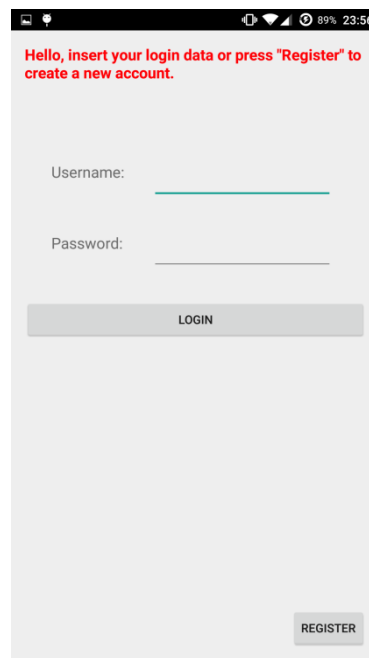 89% 23:56
Hello, insert your login data or press "Register" to
create a new account.
Username:
Password:
LOGIN
REGISTER